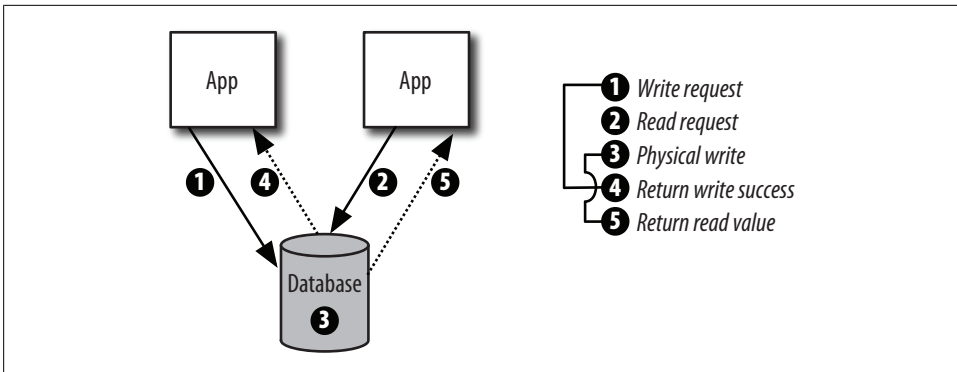 App
App
1
4
2
5
Database
3
1 Write request
2 Read request
3 Physical write
4 Return write success
5 Return read value